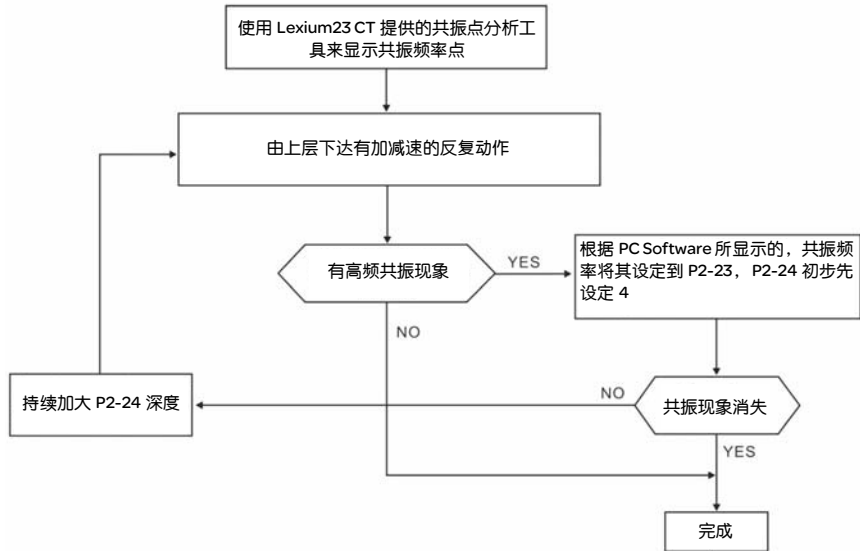 使用 Lexium23 CT 提供的共振点分析工
具来显示共振频率点
由上层下达有加减速的反复动作
有高频共振现象
YES
根据 PC Software 所显示的，共振频
率将其设定到 P2-23，P2-24 初步先
设定 4
NO
持续加大 P2-24 深度
NO
共振现象消失
YES
完成